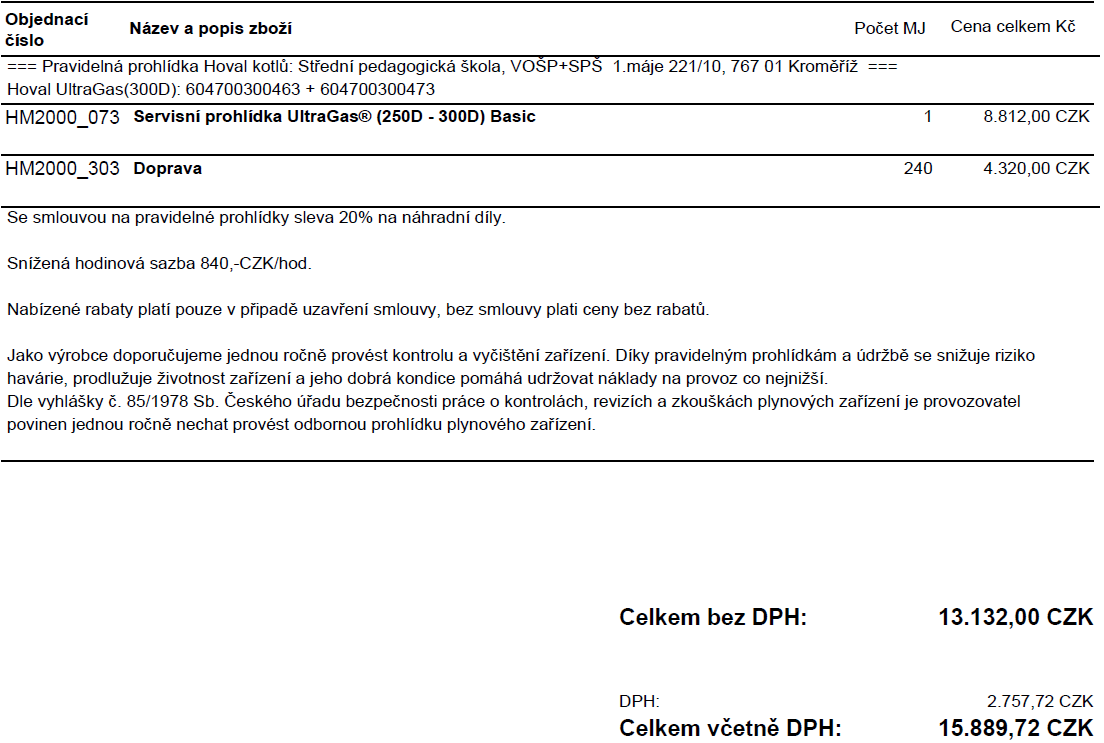 Objednací číslo Název a popis zboží Počet MJ Cena celkem Kč
=== Pravidelná prohlídka Hoval kotlů: Střední pedagogická škola, VOŠP+SPŠ 1.máje 221/10, 767 01 Kroměříž ===
Hoval UltraGas(300D): 604700300463 + 604700300473
HM2000_073 Servisní prohlídka UltraGas® (250D - 300D) Basic 1 8.812,00 CZK
HM2000_303 Doprava 240 4.320,00 CZK
Se smlouvou na pravidelné prohlídky sleva 20% na náhradní díly.
Snížená hodinová sazba 840,-CZK/hod.
Nabízené rabaty platí pouze v připadě uzavření smlouvy, bez smlouvy plati ceny bez rabatů.
Jako výrobce doporučujeme jednou ročně provést kontrolu a vyčištění zařízení. Díky pravidelným prohlídkám a údržbě se snižuje riziko
havárie, prodlužuje životnost zařízení a jeho dobrá kondice pomáhá udržovat náklady na provoz co nejnižší.
Dle vyhlášky č. 85/1978 Sb. Českého úřadu bezpečnosti práce o kontrolách, revizích a zkouškách plynových zařízení je provozovatel
povinen jednou ročně nechat provést odbornou prohlídku plynového zařízení.
Celkem bez DPH: 13.132,00 CZK
DPH: 2.757,72 CZK
Celkem včetně DPH: 15.889,72 CZK